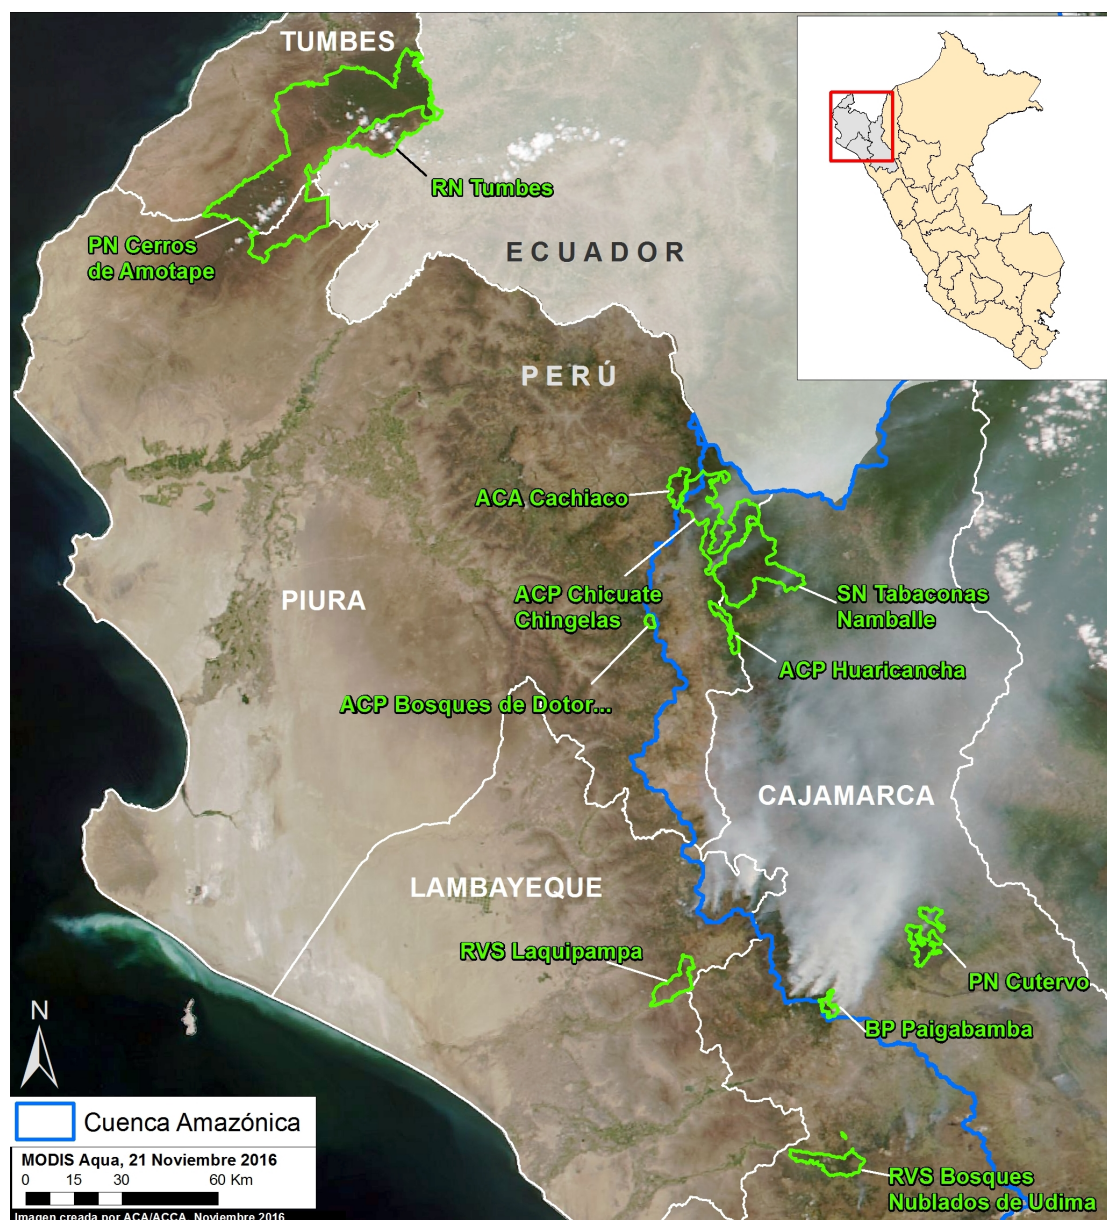 TUMBES
RN Tumbes
PN Cerros
de Amotape
ECUADOR
PERÚ
ACA Cachiaco
ACP Chicuate
Chingelas
SN Tabaconas
Namballe
PIURA
ACP Huaricancha
ACP Bosques de Dotor...
CAJAMARCA
LAMBAYEQUE
RVS Laquipampa
PN Cutervo
BP Paigabamba
RVS Bosques
Nublados de Udima
N
Cuenca Amazónica
MODIS Aqua, 21 Noviembre 2016
0 15 30 60 Km
Imagen creada por ACA/ACCA, Noviembre 2016